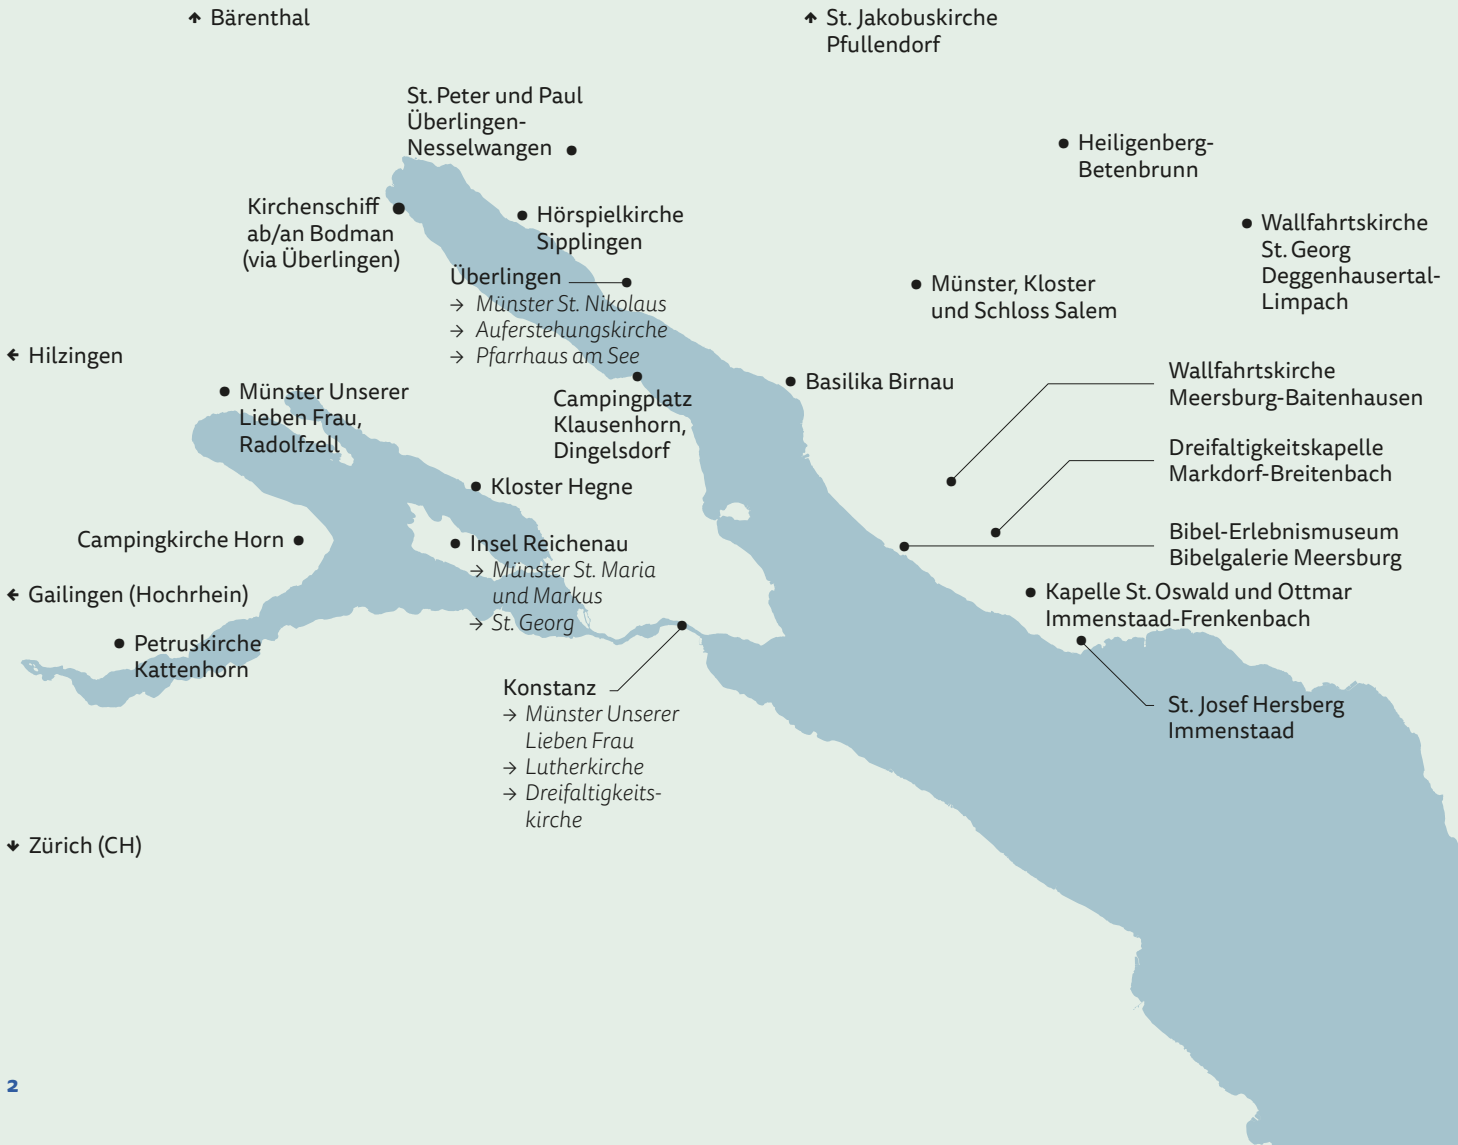 ↑ Bärenthal
↑ St. Jakobuskirche
Pfullendorf
St. Peter und Paul
Überlingen-
Nesselwangen
Heiligenberg-
Betenbrunn
Kirchenschiff
ab/an Bodman
(via Überlingen)
Hörspielkirche
Sipplingen
Wallfahrtskirche
St. Georg
Deggenhausertal-
Limpach
Überlingen
→ Münster St. Nikolaus
→ Auferstehungskirche
→ Pfarrhaus am See
Münster, Kloster
und Schloss Salem
← Hilzingen
Münster Unserer
Lieben Frau,
Radolfzell
Campingplatz
Klausenhorn,
Dingelsdorf
Basilika Birnau
Wallfahrtskirche
Meersburg-Baitenhausen
Dreifaltigkeitskapelle
Markdorf-Breitenbach
Kloster Hegne
Campingkirche Horn
Insel Reichenau
→ Münster St. Maria
und Markus
→ St. Georg
Bibel-Erlebnismuseum
Bibelgalerie Meersburg
← Gailingen (Hochrhein)
Kapelle St. Oswald und Ottmar
Immenstaad-Frenkenbach
Petruskirche
Kattenhorn
Konstanz
→ Münster Unserer
Lieben Frau
→ Lutherkirche
→ Dreifaltigkeits-
kirche
St. Josef Hersberg
Immenstaad
↓ Zürich (CH)
2